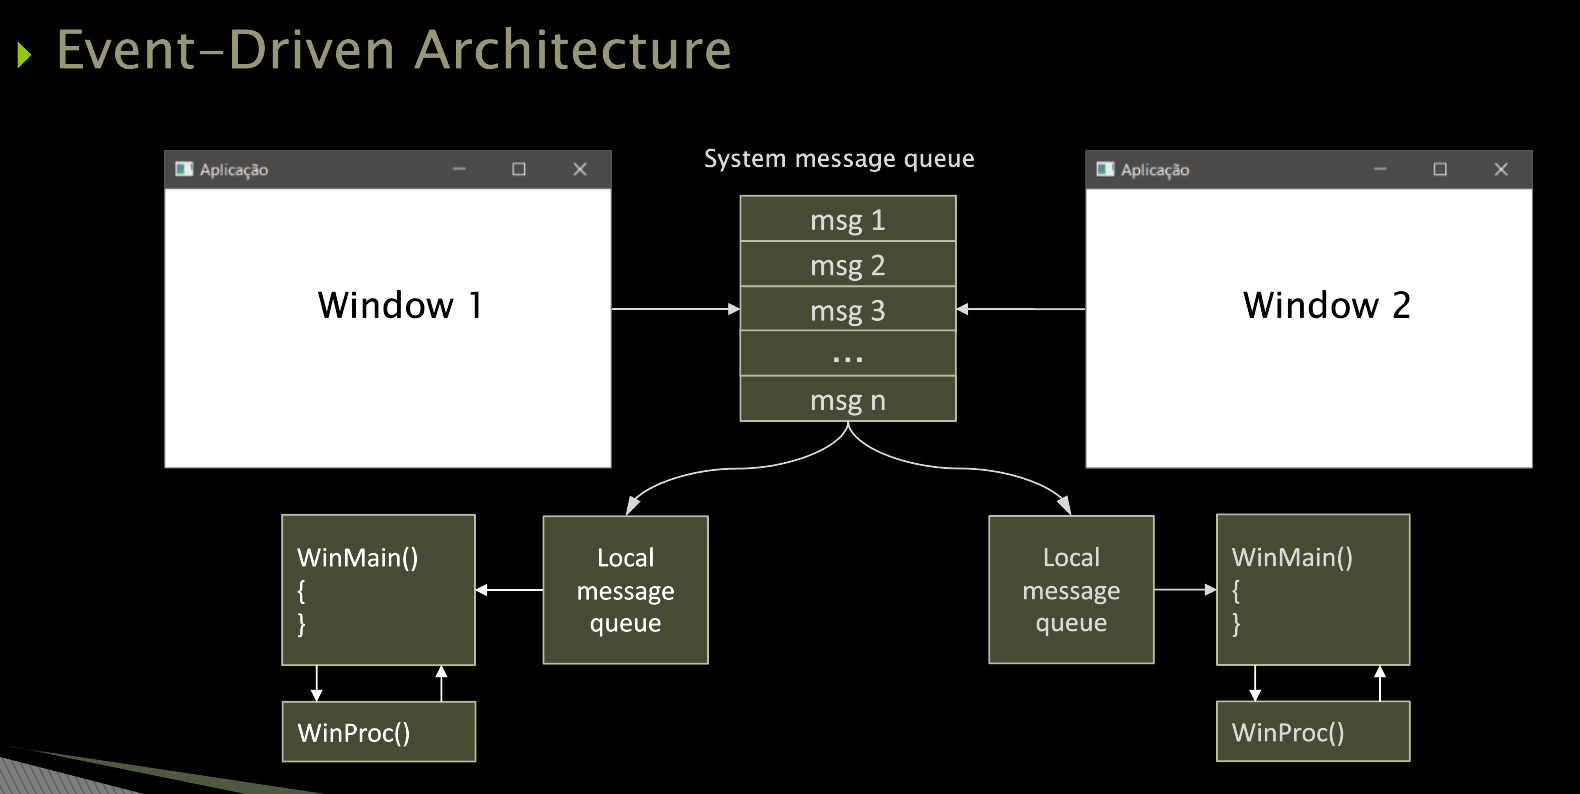 Event-Driven Architecture
Aplicação
System message queue
Aplicação
msg 1
msg 2
msg 3
...
msg n
Window 1
Window 2
WinMain()
{
}
Local
message
queue
Local
message
queue
WinMain()
{
}
WinProc()
WinProc()